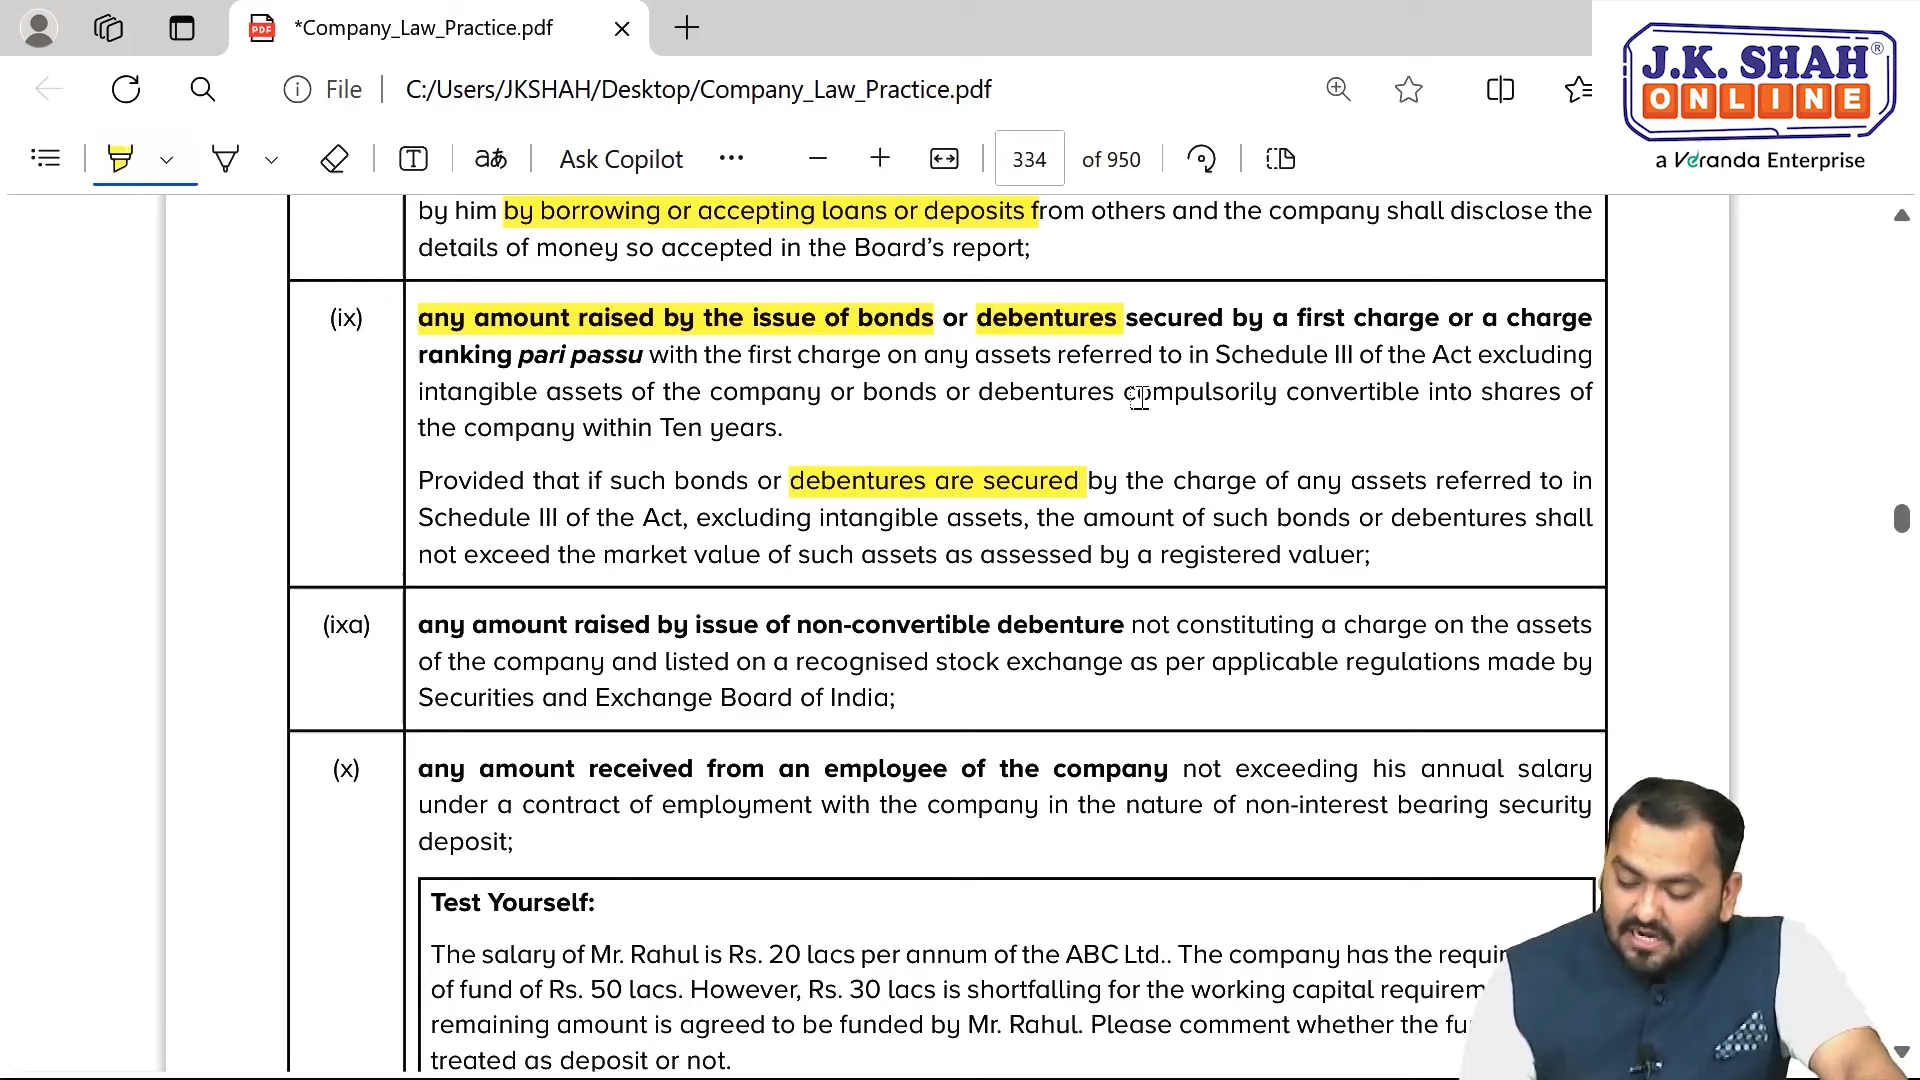 *Company_Law_Practice.pdf
J.K. SHAH®
ONLINE
a Veranda Enterprise
File
C:/Users/JKSHAH/Desktop/Company_Law_Practice.pdf
Ask Copilot
334 of 950
by him by borrowing or accepting loans or deposits from others and the company shall disclose the
details of money so accepted in the Board’s report;
(ix) any amount raised by the issue of bonds or debentures secured by a first charge or a charge
ranking pari passu with the first charge on any assets referred to in Schedule III of the Act excluding
intangible assets of the company or bonds or debentures compulsorily convertible into shares of
the company within Ten years.
Provided that if such bonds or debentures are secured by the charge of any assets referred to in
Schedule III of the Act, excluding intangible assets, the amount of such bonds or debentures shall
not exceed the market value of such assets as assessed by a registered valuer;
(ixa) any amount raised by issue of non-convertible debenture not constituting a charge on the assets
of the company and listed on a recognised stock exchange as per applicable regulations made by
Securities and Exchange Board of India;
(x) any amount received from an employee of the company not exceeding his annual salary
under a contract of employment with the company in the nature of non-interest bearing security
deposit;
Test Yourself:
The salary of Mr. Rahul is Rs. 20 lacs per annum of the ABC Ltd.. The company has the
of fund of Rs. 50 lacs. However, Rs. 30 lacs is shortfalling for the working capital
remaining amount is agreed to be funded by Mr. Rahul. Please comment whether the
treated as deposit or not.